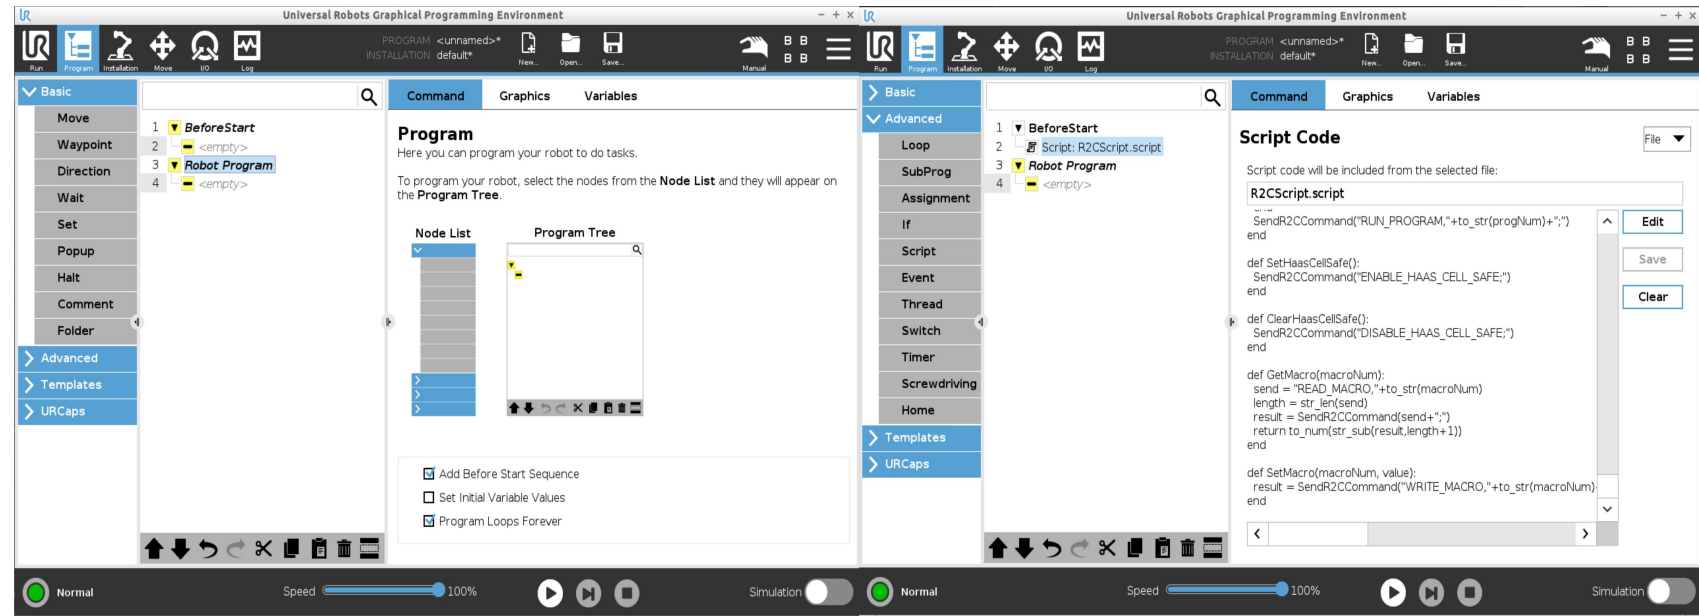 Universal Robots Graphical Programming Environment
Run
Program
Installation
Move
I/O
Log
PROGRAM <unnamed>*
INSTALLATION default*
New...
Open...
Save...
Manual
B B
B B
Basic
Move
Waypoint
Direction
Wait
Set
Popup
Halt
Comment
Folder
Advanced
Templates
URCaps
1 BeforeStart
2 <empty>
3 Robot Program
4 <empty>
Command Graphics Variables
Program
Here you can program your robot to do tasks.
To program your robot, select the nodes from the Node List and they will appear on
the Program Tree.
Node List
Program Tree
Add Before Start Sequence
Set Initial Variable Values
Program Loops Forever
Normal
Speed
100%
Simulation
Universal Robots Graphical Programming Environment
Run
Program
Installation
Move
I/O
Log
PROGRAM <unnamed>*
INSTALLATION default*
New...
Open...
Save...
Manual
B B
B B
Basic
Advanced
Loop
SubProg
Assignment
If
Script
Event
Thread
Switch
Timer
Screwdriving
Home
Templates
URCaps
1 BeforeStart
2 Script: R2CScript.script
3 Robot Program
4 <empty>
Command Graphics Variables
Script Code
File
Script code will be included from the selected file:
R2CScript.script
Edit
Save
Clear
end
SendR2CCommand("RUN_PROGRAM,"+to_str(progNum)+";")
end
def SetHaasCellSafe():
SendR2CCommand("ENABLE_HAAS_CELL_SAFE;")
end
def ClearHaasCellSafe():
SendR2CCommand("DISABLE_HAAS_CELL_SAFE;")
end
def GetMacro(macroNum):
send = "READ_MACRO,"+to_str(macroNum)
length = str_len(send)
result = SendR2CCommand(send+";")
return to_num(str_sub(result,length+1))
end
def SetMacro(macroNum, value):
result = SendR2CCommand("WRITE_MACRO,"+to_str(macroNum)
end
Normal
Speed
100%
Simulation